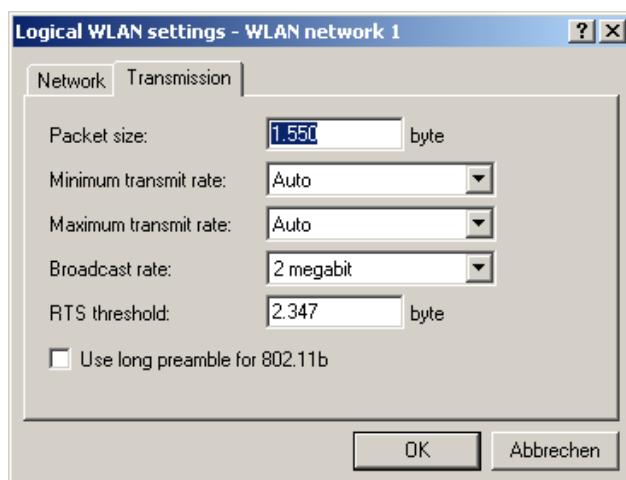 Logical WLAN settings - WLAN network 1
Network Transmission
Packet size: 1.550 byte
Minimum transmit rate: Auto
Maximum transmit rate: Auto
Broadcast rate: 2 megabit
RTS threshold: 2.347 byte
Use long preamble for 802.11b
OK Abbrechen